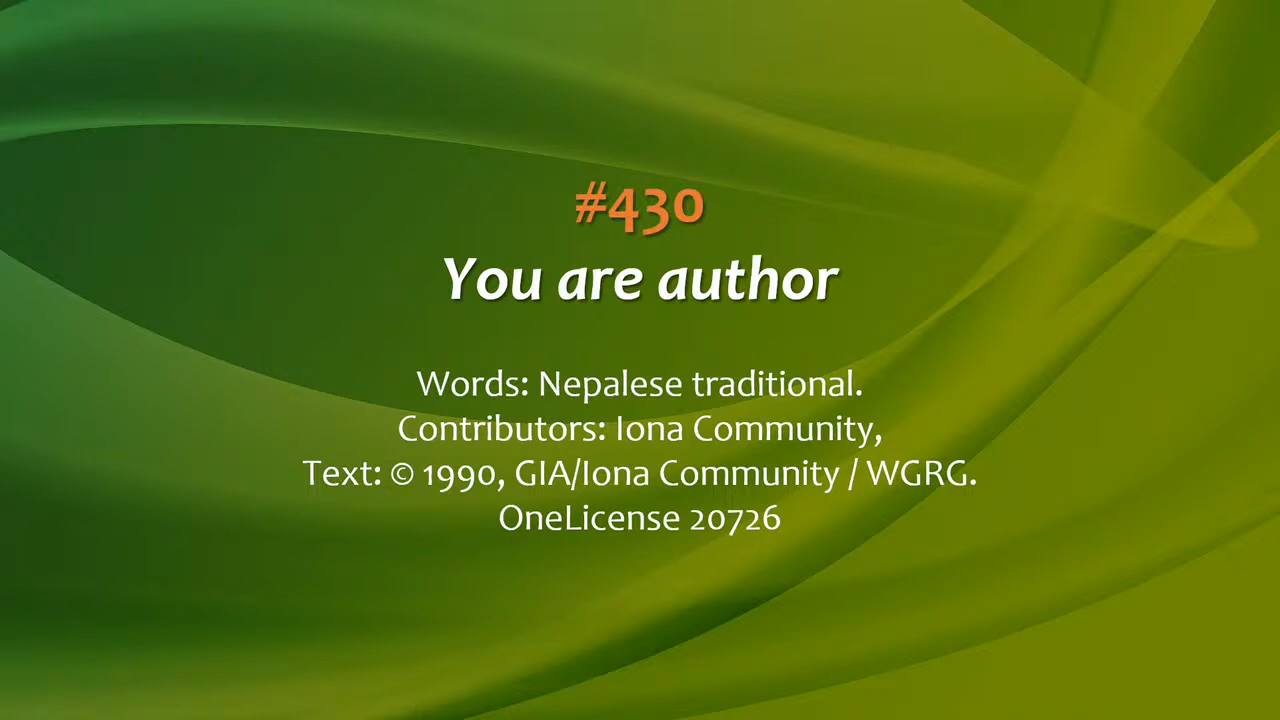 #430
You are author
Words: Nepalese traditional.
Contributors: Iona Community,
Text: © 1990, GIA/Iona Community / WGRG.
OneLicense 20726